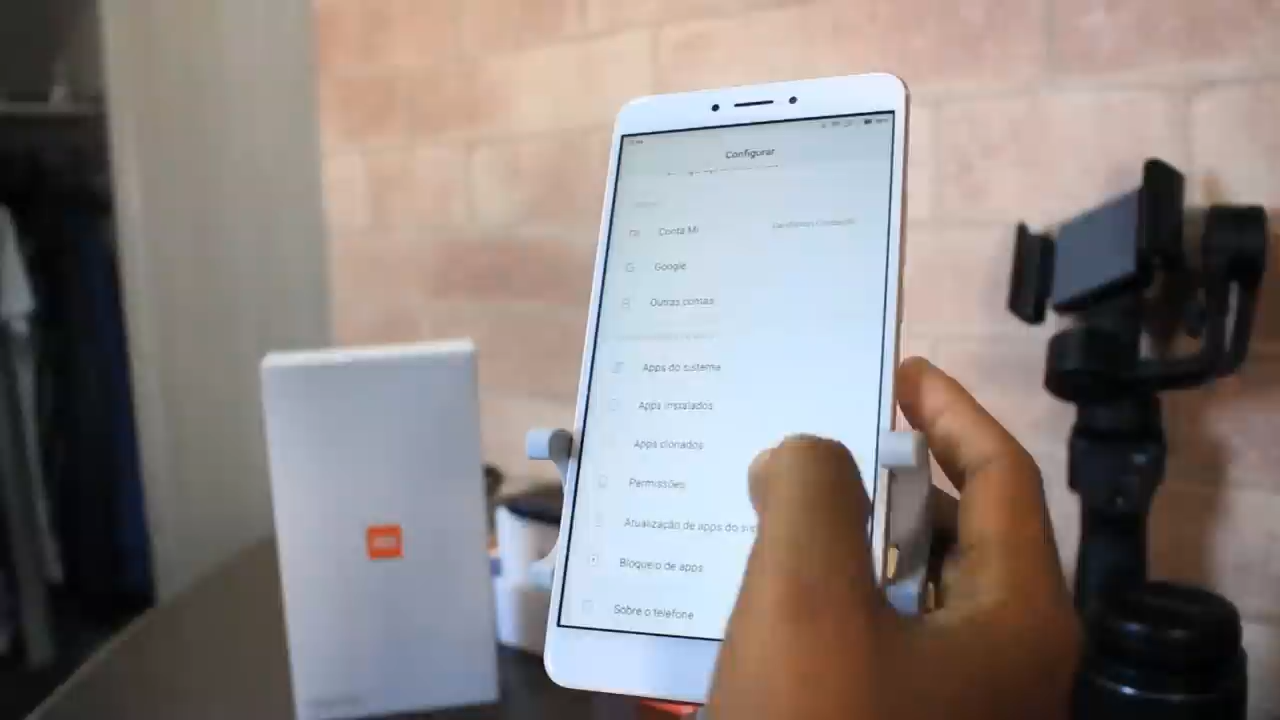 Configurar
Conta Mi
Google
Outras contas
Apps do sistema
Apps instalados
Apps clonados
Permissões
Atualização de apps do
Bloqueio de apps
Sobre o telefone